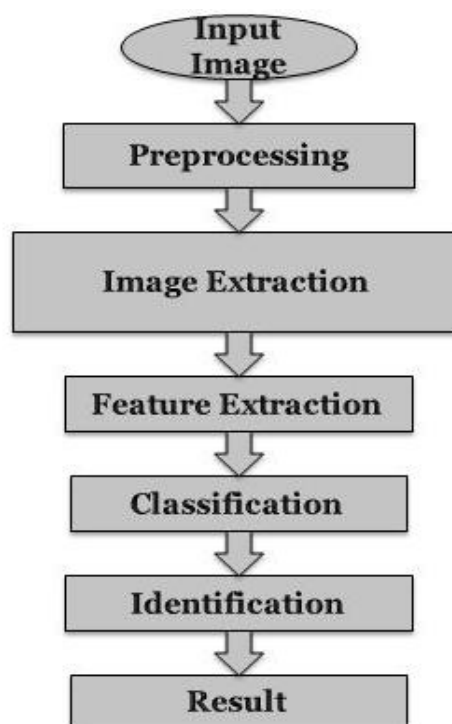 Input
Image
Preprocessing
Image Extraction
Feature Extraction
Classification
Identification
Result